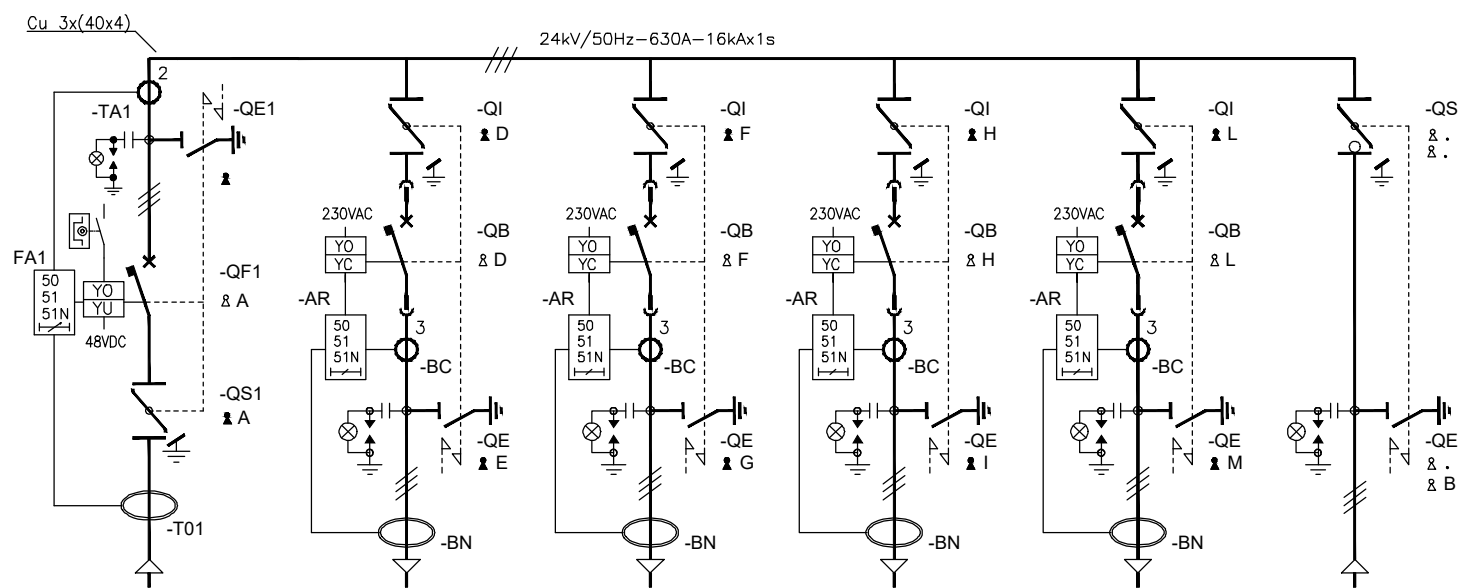 Cu 3x(40x4)
24kV/50Hz-630A-16kAx1s
2
-TA1
-QE1
FA1
50
51
51N
YO
YU
48VDC
-QF1
A
-QS1
A
-T01
-QI
D
230VAC
YO
YC
-QB
D
-AR
50
51
51N
3
-BC
-QE
E
-BN
-QI
F
230VAC
YO
YC
-QB
F
-AR
50
51
51N
3
-BC
-QE
G
-BN
-QI
H
230VAC
YO
YC
-QB
H
-AR
50
51
51N
3
-BC
-QE
I
-BN
-QI
L
230VAC
YO
YC
-QB
L
-AR
50
51
51N
3
-BC
-QE
M
-BN
-QS
.
.
-QE
.
B